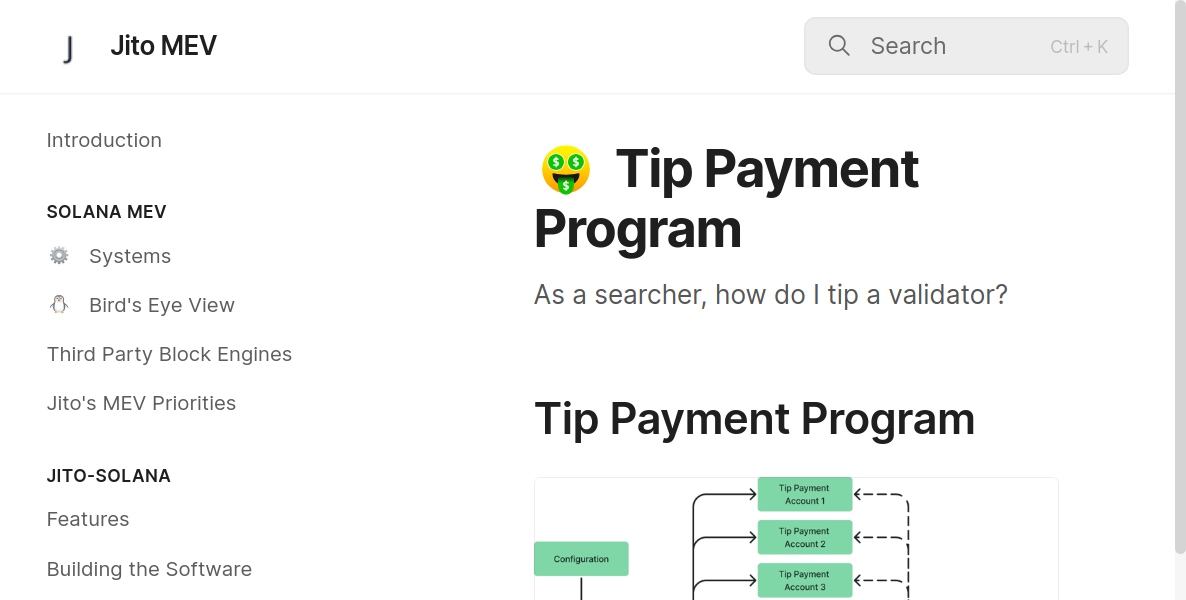 Jito MEV
Search
Ctrl + K
Introduction
SOLANA MEV
Systems
Bird's Eye View
Third Party Block Engines
Jito's MEV Priorities
JITO-SOLANA
Features
Building the Software
Tip Payment
Program
As a searcher, how do I tip a validator?
Tip Payment Program
Tip Payment
Account 1
Tip Payment
Account 2
Configuration
Tip Payment
Account 3